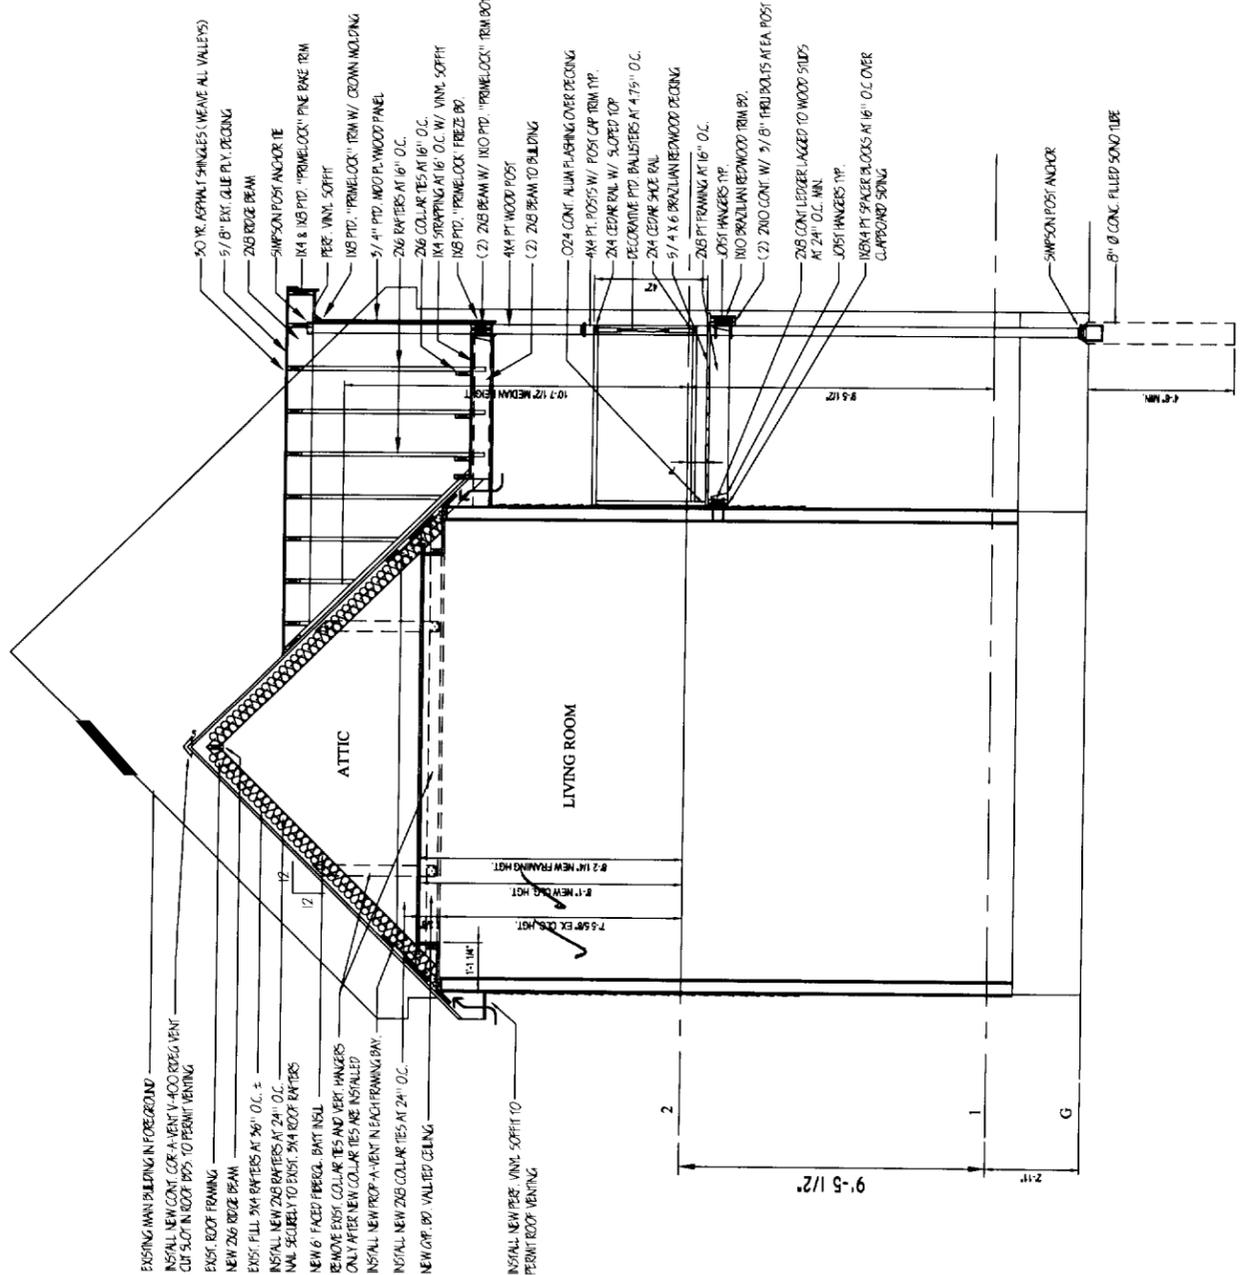 30 YR. ASPHALT SHINGLES (WEAVE ALL VALLEYS)
5/8" EXT. GLUE PLY. DECKING
2X8 RIDGE BEAM
SIMPSON POST ANCHOR TIE
1X4 & 1X8 PTD. "PRIMELOCK" PINE RAKE TRIM
PERF. VINYL SOFFIT
1X8 PTD. "PRIMELOCK" TRIM W/ CROWN MOLDING
3/4" PTD. MDO PLYWOOD PANEL
2X6 RAFTERS AT 16" O.C.
2X6 COLLAR TIES AT 16" O.C.
1X4 STRAPPING AT 16" O.C. W/ VINYL SOFFIT
1X8 PTD. "PRIMELOCK" FRIEZE BD.
(2) 2X8 BEAM W/ 1X10 PTD. "PRIMELOCK" TRIM
4X4 PT WOOD POST
(2) 2X8 BEAM TO BUILDING
.024 CONT. ALUM FLASHING OVER DECKING
4X4 PT. POSTS W/ POST CAP TRIM TYP.
2X4 CEDAR RAIL W/ SLOPED TOP
DECORATIVE PTD. BALLISTERS AT 4.75" O.C.
2X4 CEDAR SHOE RAIL
5/4 X 6 BRAZILIAN REDWOOD DECKING
2X8 PT FRAMING AT 16" O.C.
JOIST HANGERS TYP.
1X10 BRAZILIAN REDWOOD TRIM BD.
(2) 2X10 CONT. W/ 5/8" THRU BOLTS AT EA. POST
2X8 CONT LEDGER LAGGED TO WOOD STUDS
AT 24" O.C. MIN.
JOIST HANGERS TYP.
1X8X4 PT SPACER BLOCKS AT 16" O.C OVER
CLAPBOARD SIDING
SIMPSON POST ANCHOR
8" Ø CONC. FILLED SONO TUBE
42"
10'-7 1/2" MEDIAN HEIGHT
9'-5 1/2"
4'-8" MIN.
ATTIC
LIVING ROOM
12
12
8'-2 1/4" NEW FRAMING HGT.
8'-1" NEW CLG. HGT.
7'-5 5/8" EX. CLG. HGT.
1'-1 1/4"
EXISTING MAIN BUILDING IN FOREGROUND
INSTALL NEW CONT. COR-A-VENT V-400 RIDEG VENT
CUT SLOT IN ROOF BDS. TO PERMIT VENTING
EXIST. ROOF FRAMING
NEW 2X6 RIDGE BEAM
EXIST. FULL 3X4 RAFTERS AT 36" O.C. ±
INSTALL NEW 2X8 RAFTERS AT 24" O.C.
NAIL SECURELY TO EXIST. 3X4 ROOF RAFTERS
NEW 6" FACED FIBERGL. BATT INSUL
REMOVE EXIST. COLLAR TIES AND VERT. HANGERS
ONLY AFTER NEW COLLAR TIES ARE INSTALLED
INSTALL NEW PROP-A-VENT IN EACH FRAMING BAY.
INSTALL NEW 2X8 COLLAR TIES AT 24" O.C.
NEW GYP. BD. VAULTED CEILING
INSTALL NEW PERF. VINYL SOFFIT TO
PERMIT ROOF VENTING
2
1
G
9'-5 1/2"
2'-11"